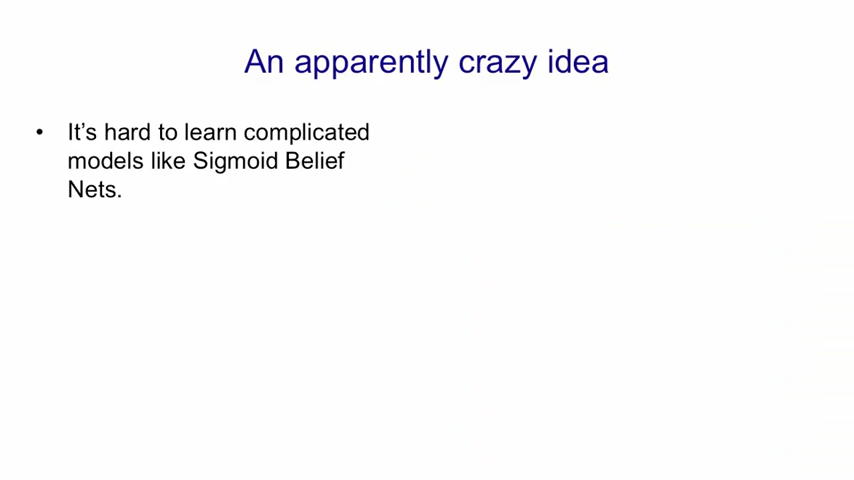 An apparently crazy idea
• It’s hard to learn complicated
models like Sigmoid Belief
Nets.